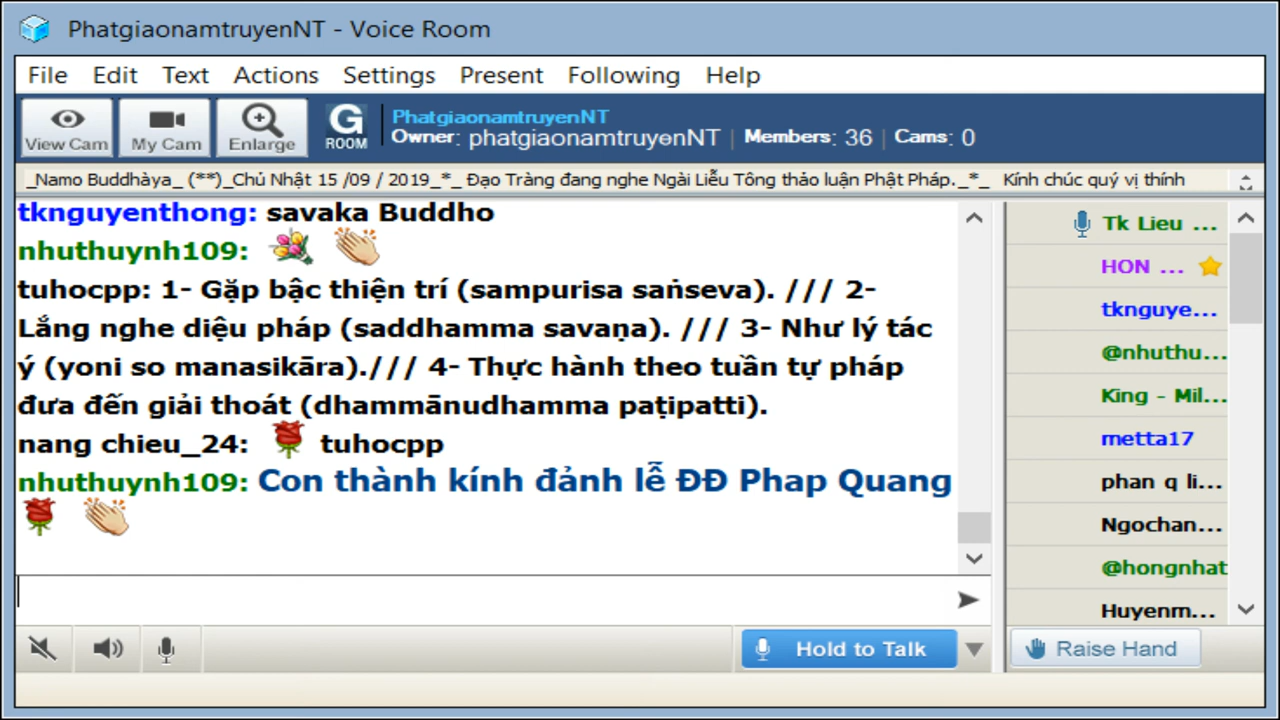 PhatgiaonamtruyenNT - Voice Room
File Edit Text Actions Settings Present Following Help
View Cam My Cam Enlarge G ROOM
PhatgiaonamtruyenNT
Owner: phatgiaonamtruyenNT | Members: 36 | Cams: 0
_Namo Buddhàya_ (**)_Chủ Nhật 15 /09 / 2019_*_ Đạo Tràng đang nghe Ngài Liễu Tông thảo luận Phật Pháp._*_ Kính chúc quý vị thính
tknguyenthong: savaka Buddho
nhuthuynh109:
tuhocpp: 1- Gặp bậc thiện trí (sampurisa saṅseva). /// 2-
Lắng nghe diệu pháp (saddhamma savaṇa). /// 3- Như lý tác
ý (yoni so manasikāra)./// 4- Thực hành theo tuần tự pháp
đưa đến giải thoát (dhammānudhamma paṭipatti).
nang chieu_24: tuhocpp
nhuthuynh109: Con thành kính đảnh lễ ĐĐ Phap Quang
Tk Lieu ...
HON ...
tknguye...
@nhuthu...
King - Mil...
metta17
phan q li...
Ngochan...
@hongnhat
Huyenm...
Hold to Talk
Raise Hand